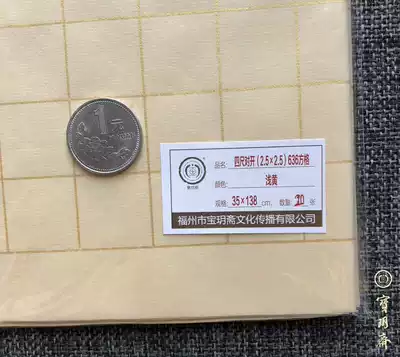 1
元
品名: 四尺对开(2.5×2.5)636方格
颜色: 浅黄
规格: 35×138 cm, 数量: 20 张
福州市宝玥斋文化传播有限公司
寶玥齋